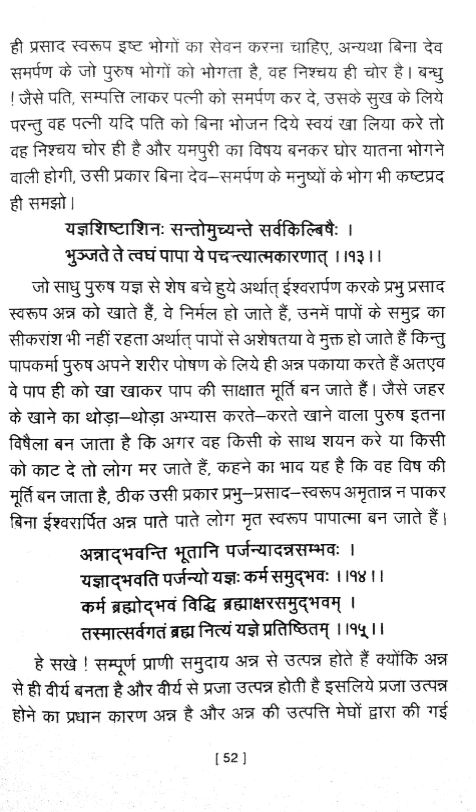 ही प्रसाद स्वरूप इष्ट भोगों का सेवन करना चाहिए, अन्यथा बिना देव
समर्पण के जो पुरुष भोगों को भोगता है, वह निश्चय ही चोर है। बन्धु
! जैसे पति, सम्पत्ति लाकर पत्नी को समर्पण कर दे, उसके सुख के लिये
परन्तु वह पत्नी यदि पति को बिना भोजन दिये स्वयं खा लिया करे तो
वह निश्चय चोर ही है और यमपुरी का विषय बनकर घोर यातना भोगने
वाली होगी, उसी प्रकार बिना देव–समर्पण के मनुष्यों के भोग भी कष्टप्रद
ही समझो।
यज्ञशिष्टाशिनः सन्तोमुच्यन्ते सर्वकिल्बिषैः ।
भुञ्जते ते त्वघं पापा ये पचन्त्यात्मकारणात् ।।१३।।
जो साधु पुरुष यज्ञ से शेष बचे हुये अर्थात् ईश्वरार्पण करके प्रभु प्रसाद
स्वरूप अन्न को खाते हैं, वे निर्मल हो जाते हैं, उनमें पापों के समुद्र का
सीकरांश भी नहीं रहता अर्थात् पापों से अशेषतया वे मुक्त हो जाते हैं किन्तु
पापकर्मा पुरुष अपने शरीर पोषण के लिये ही अन्न पकाया करते हैं अतएव
वे पाप ही को खा खाकर पाप की साक्षात मूर्ति बन जाते हैं। जैसे जहर
के खाने का थोड़ा–थोड़ा अभ्यास करते–करते खाने वाला पुरुष इतना
विषैला बन जाता है कि अगर वह किसी के साथ शयन करे या किसी
को काट दे तो लोग मर जाते हैं, कहने का भाव यह है कि वह विष की
मूर्ति बन जाता है, ठीक उसी प्रकार प्रभु–प्रसाद–स्वरूप अमृतान्न न पाकर
बिना ईश्वरार्पित अन्न पाते पाते लोग मृत स्वरूप पापात्मा बन जाते हैं।
अन्नाद्भवन्ति भूतानि पर्जन्यादन्नसम्भवः ।
यज्ञाद्भवति पर्जन्यो यज्ञः कर्म समुद्भवः ।।१४।।
कर्म ब्रह्मोद्भवं विद्धि ब्रह्माक्षरसमुद्भवम् ।
तस्मात्सर्वगतं ब्रह्म नित्यं यज्ञे प्रतिष्ठितम् ।।१५।।
हे सखे ! सम्पूर्ण प्राणी समुदाय अन्न से उत्पन्न होते हैं क्योंकि अन्न
से ही वीर्य बनता है और वीर्य से प्रजा उत्पन्न होती है इसलिये प्रजा उत्पन्न
होने का प्रधान कारण अन्न है और अन्न की उत्पत्ति मेघों द्वारा की गई
[ 52 ]